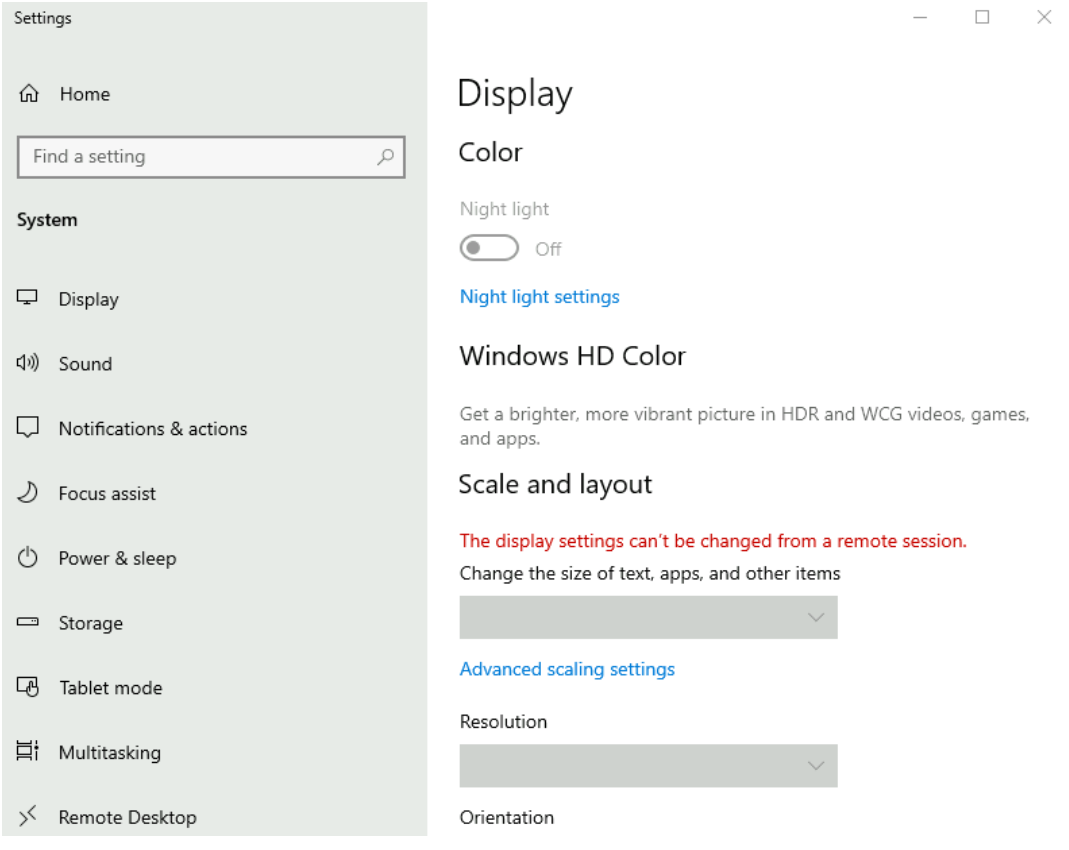 Settings
Home
Find a setting
System
Display
Sound
Notifications & actions
Focus assist
Power & sleep
Storage
Tablet mode
Multitasking
Remote Desktop
Display
Color
Night light
Off
Night light settings
Windows HD Color
Get a brighter, more vibrant picture in HDR and WCG videos, games,
and apps.
Scale and layout
The display settings can't be changed from a remote session.
Change the size of text, apps, and other items
Advanced scaling settings
Resolution
Orientation